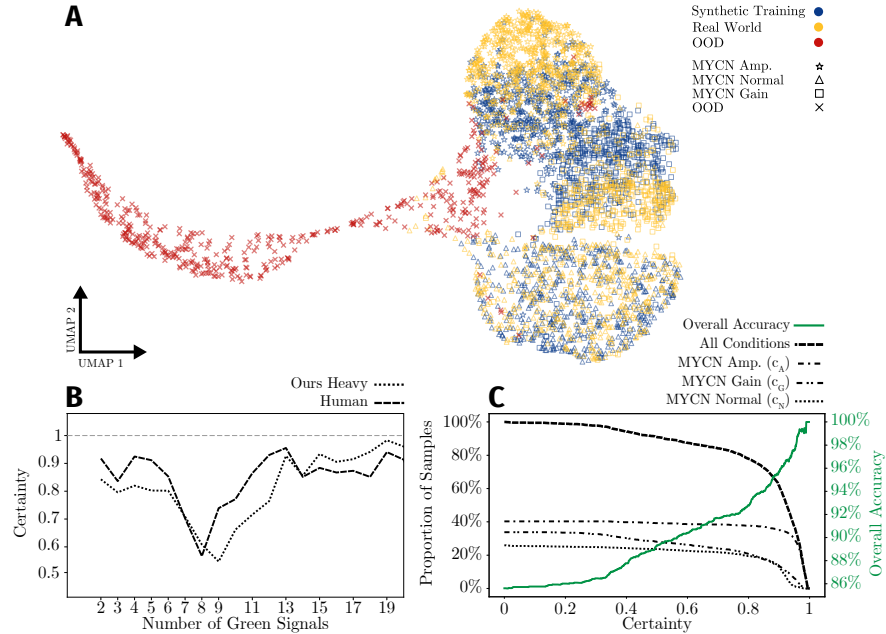 A
Synthetic Training
Real World
OOD
MYCN Amp.
MYCN Normal
MYCN Gain
OOD
UMAP 2
UMAP 1
B
Ours Heavy
Human
Certainty
1
0.9
0.8
0.7
0.6
0.5
2 3 4 5 6 7 8 9 11 13 15 17 19
Number of Green Signals
C
Overall Accuracy
All Conditions
MYCN Amp. (c_A)
MYCN Gain (c_G)
MYCN Normal (c_N)
Proportion of Samples
100%
80%
60%
40%
20%
0%
0 0.2 0.4 0.6 0.8 1
Certainty
100%
98%
96%
94%
92%
90%
88%
86%
Overall Accuracy